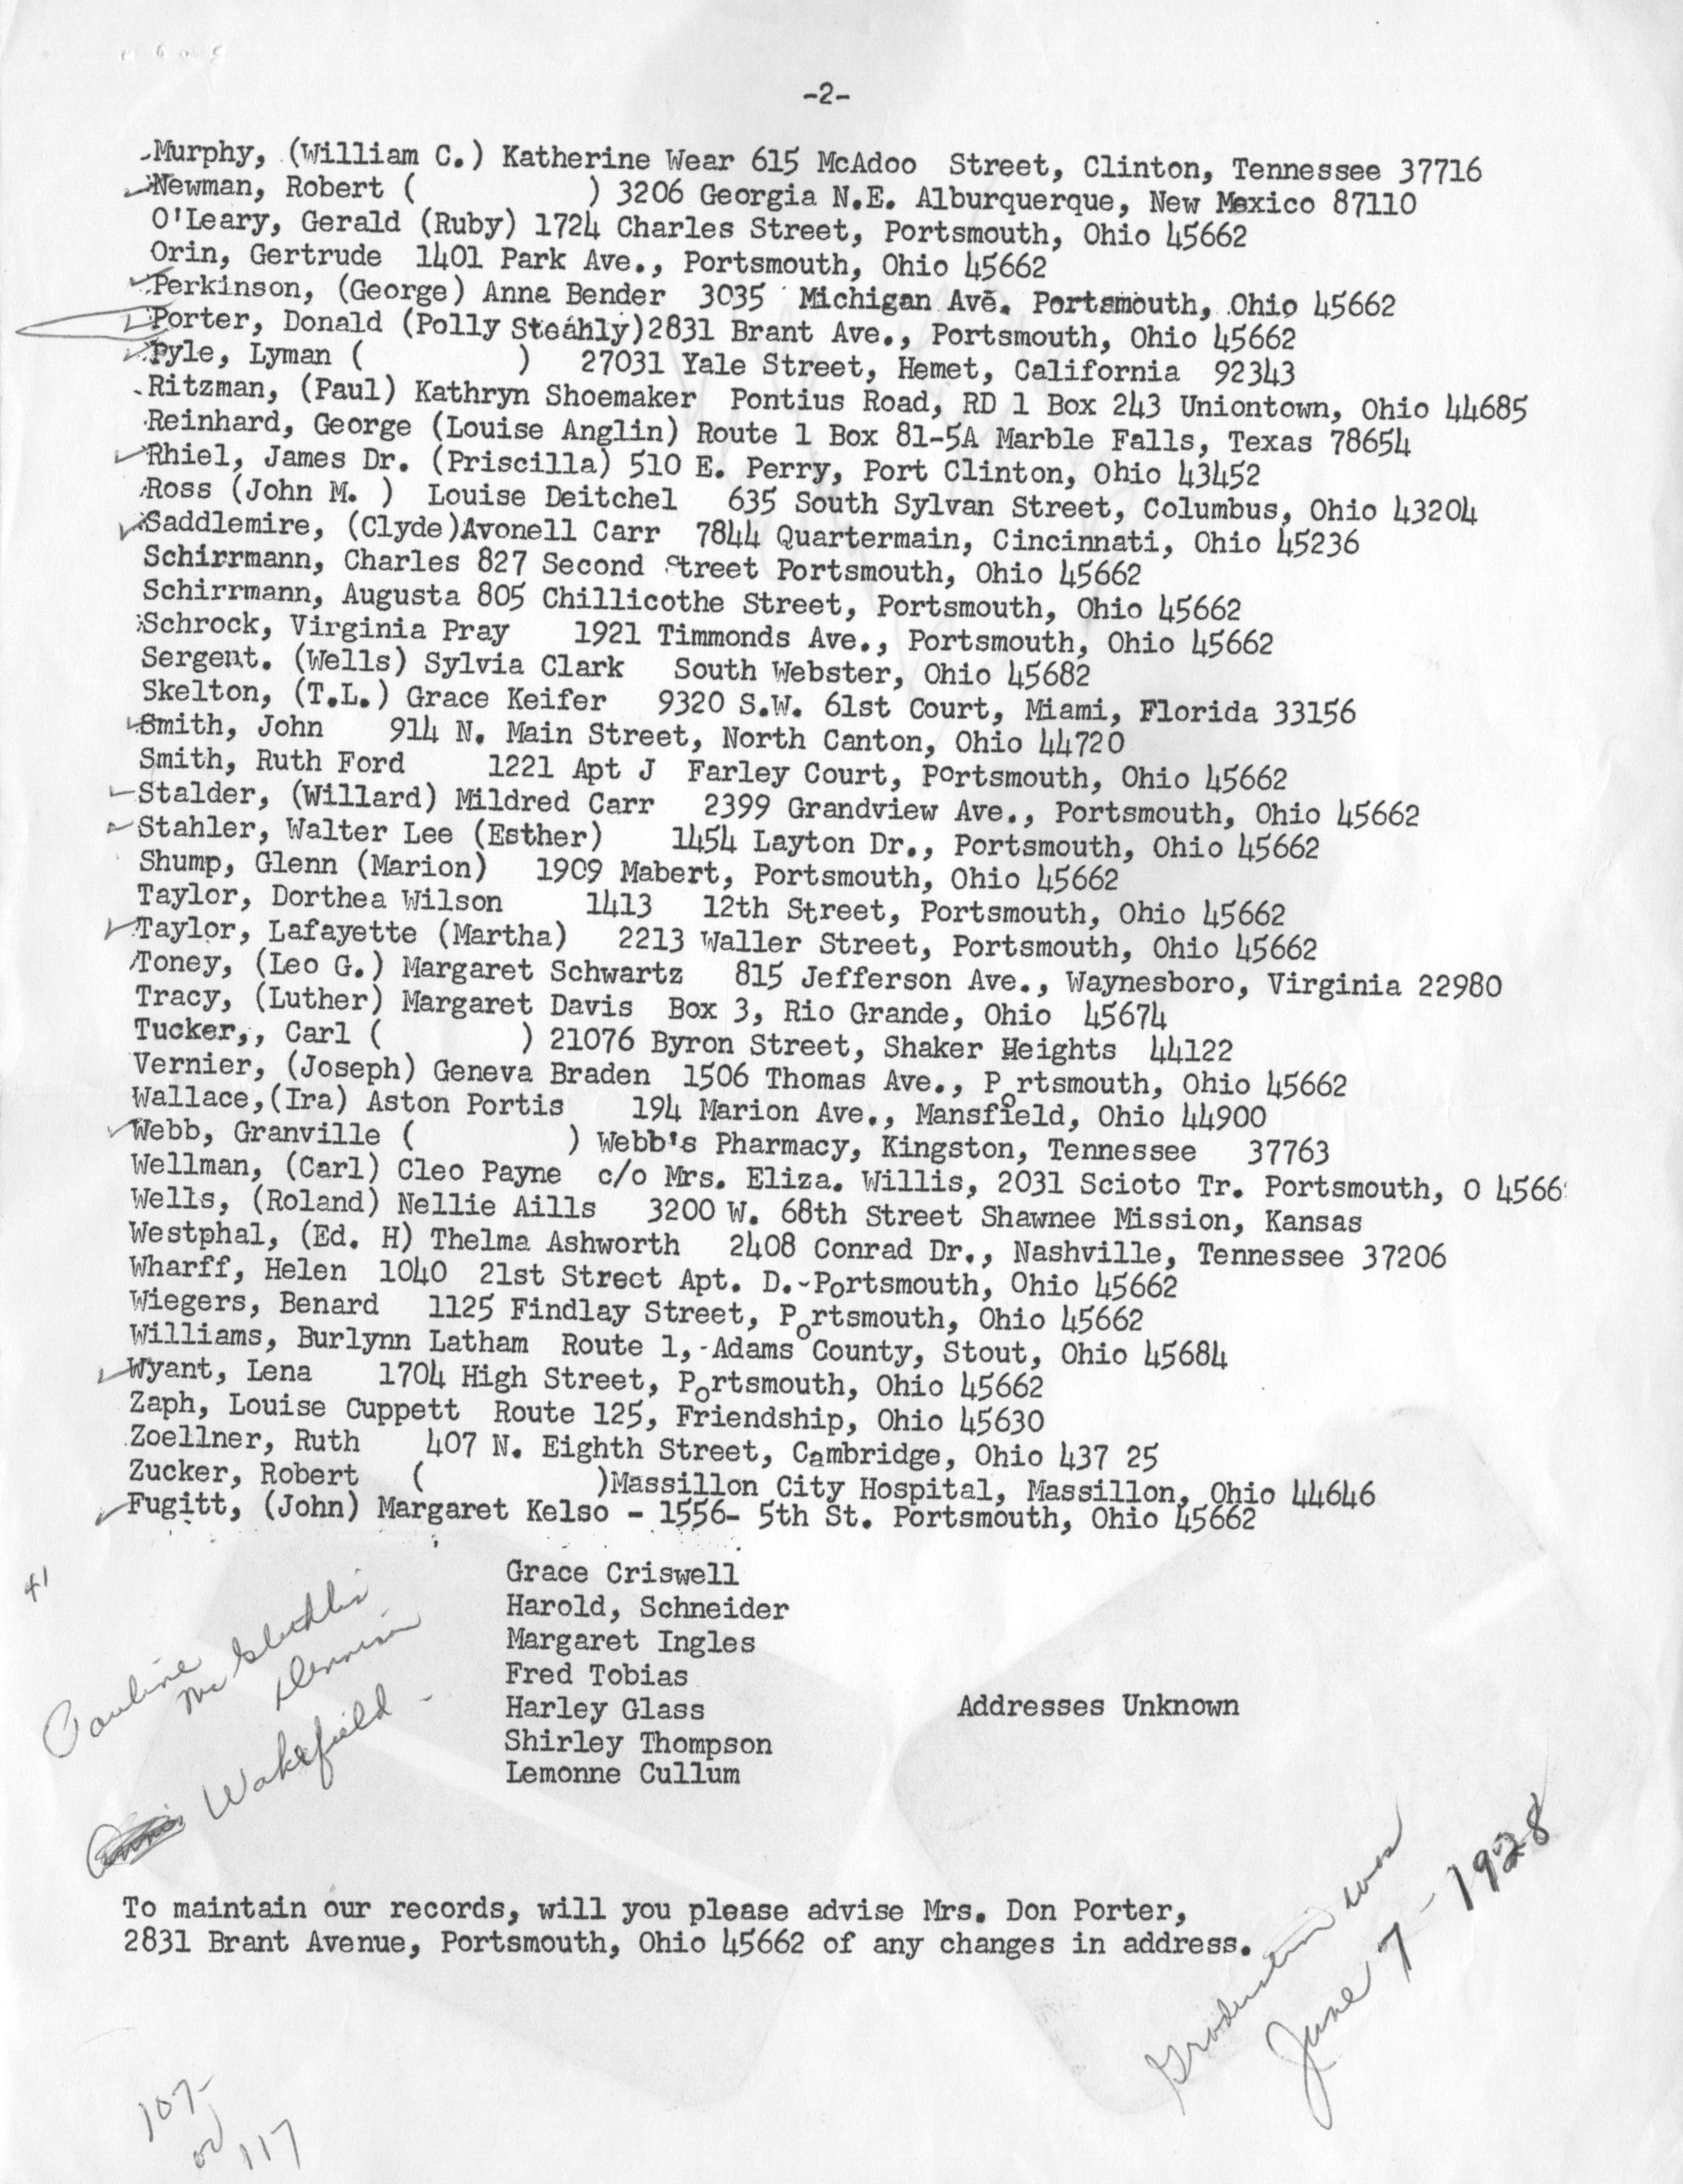 -2-
Murphy, (William C.) Katherine Wear 615 McAdoo Street, Clinton, Tennessee 37716
Newman, Robert ( ) 3206 Georgia N.E. Alburquerque, New Mexico 87110
O'Leary, Gerald (Ruby) 1724 Charles Street, Portsmouth, Ohio 45662
Orin, Gertrude 1401 Park Ave., Portsmouth, Ohio 45662
Perkinson, (George) Anna Bender 3035 Michigan Ave. Portsmouth, Ohio 45662
Porter, Donald (Polly Steahly)2831 Brant Ave., Portsmouth, Ohio 45662
Pyle, Lyman ( ) 27031 Yale Street, Hemet, California 92343
Ritzman, (Paul) Kathryn Shoemaker Pontius Road, RD 1 Box 243 Uniontown, Ohio 44685
Reinhard, George (Louise Anglin) Route 1 Box 81-5A Marble Falls, Texas 78654
Rhiel, James Dr. (Priscilla) 510 E. Perry, Port Clinton, Ohio 43452
Ross (John M. ) Louise Deitchel 635 South Sylvan Street, Columbus, Ohio 43204
Saddlemire, (Clyde)Avonell Carr 7844 Quartermain, Cincinnati, Ohio 45236
Schirrmann, Charles 827 Second Street Portsmouth, Ohio 45662
Schirrmann, Augusta 805 Chillicothe Street, Portsmouth, Ohio 45662
Schrock, Virginia Pray 1921 Timmonds Ave., Portsmouth, Ohio 45662
Sergent. (Wells) Sylvia Clark South Webster, Ohio 45682
Skelton, (T.L.) Grace Keifer 9320 S.W. 61st Court, Miami, Florida 33156
Smith, John 914 N. Main Street, North Canton, Ohio 44720
Smith, Ruth Ford 1221 Apt J Farley Court, Portsmouth, Ohio 45662
Stalder, (Willard) Mildred Carr 2399 Grandview Ave., Portsmouth, Ohio 45662
Stahler, Walter Lee (Esther) 1454 Layton Dr., Portsmouth, Ohio 45662
Shump, Glenn (Marion) 1909 Mabert, Portsmouth, Ohio 45662
Taylor, Dorthea Wilson 1413 12th Street, Portsmouth, Ohio 45662
Taylor, Lafayette (Martha) 2213 Waller Street, Portsmouth, Ohio 45662
Toney, (Leo G.) Margaret Schwartz 815 Jefferson Ave., Waynesboro, Virginia 22980
Tracy, (Luther) Margaret Davis Box 3, Rio Grande, Ohio 45674
Tucker,, Carl ( ) 21076 Byron Street, Shaker Heights 44122
Vernier, (Joseph) Geneva Braden 1506 Thomas Ave., Portsmouth, Ohio 45662
Wallace,(Ira) Aston Portis 194 Marion Ave., Mansfield, Ohio 44900
Webb, Granville ( ) Webb's Pharmacy, Kingston, Tennessee 37763
Wellman, (Carl) Cleo Payne c/o Mrs. Eliza. Willis, 2031 Scioto Tr. Portsmouth, O 4566
Wells, (Roland) Nellie Aills 3200 W. 68th Street Shawnee Mission, Kansas
Westphal, (Ed. H) Thelma Ashworth 2408 Conrad Dr., Nashville, Tennessee 37206
Wharff, Helen 1040 21st Street Apt. D.-Portsmouth, Ohio 45662
Wiegers, Benard 1125 Findlay Street, Portsmouth, Ohio 45662
Williams, Burlynn Latham Route 1,-Adams County, Stout, Ohio 45684
Wyant, Lena 1704 High Street, Portsmouth, Ohio 45662
Zaph, Louise Cuppett Route 125, Friendship, Ohio 45630
Zoellner, Ruth 407 N. Eighth Street, Cambridge, Ohio 437 25
Zucker, Robert ( )Massillon City Hospital, Massillon, Ohio 44646
Fugitt, (John) Margaret Kelso - 1556- 5th St. Portsmouth, Ohio 45662
Grace Criswell
Harold, Schneider
Margaret Ingles
Fred Tobias
Harley Glass
Shirley Thompson
Lemonne Cullum
Addresses Unknown
Pauline
Mc
Dennison
Wakefield -
To maintain our records, will you please advise Mrs. Don Porter,
2831 Brant Avenue, Portsmouth, Ohio 45662 of any changes in address.
Graduation was
June 7 - 1928
107-
or
117